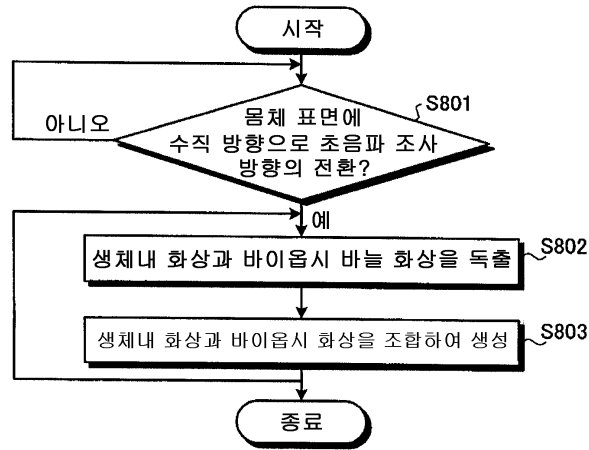 시작
S801
몸체 표면에
수직 방향으로 초음파 조사
방향의 전환?
아니오
예
생체내 화상과 바이옵시 바늘 화상을 독출
S802
생체내 화상과 바이옵시 화상을 조합하여 생성
S803
종료